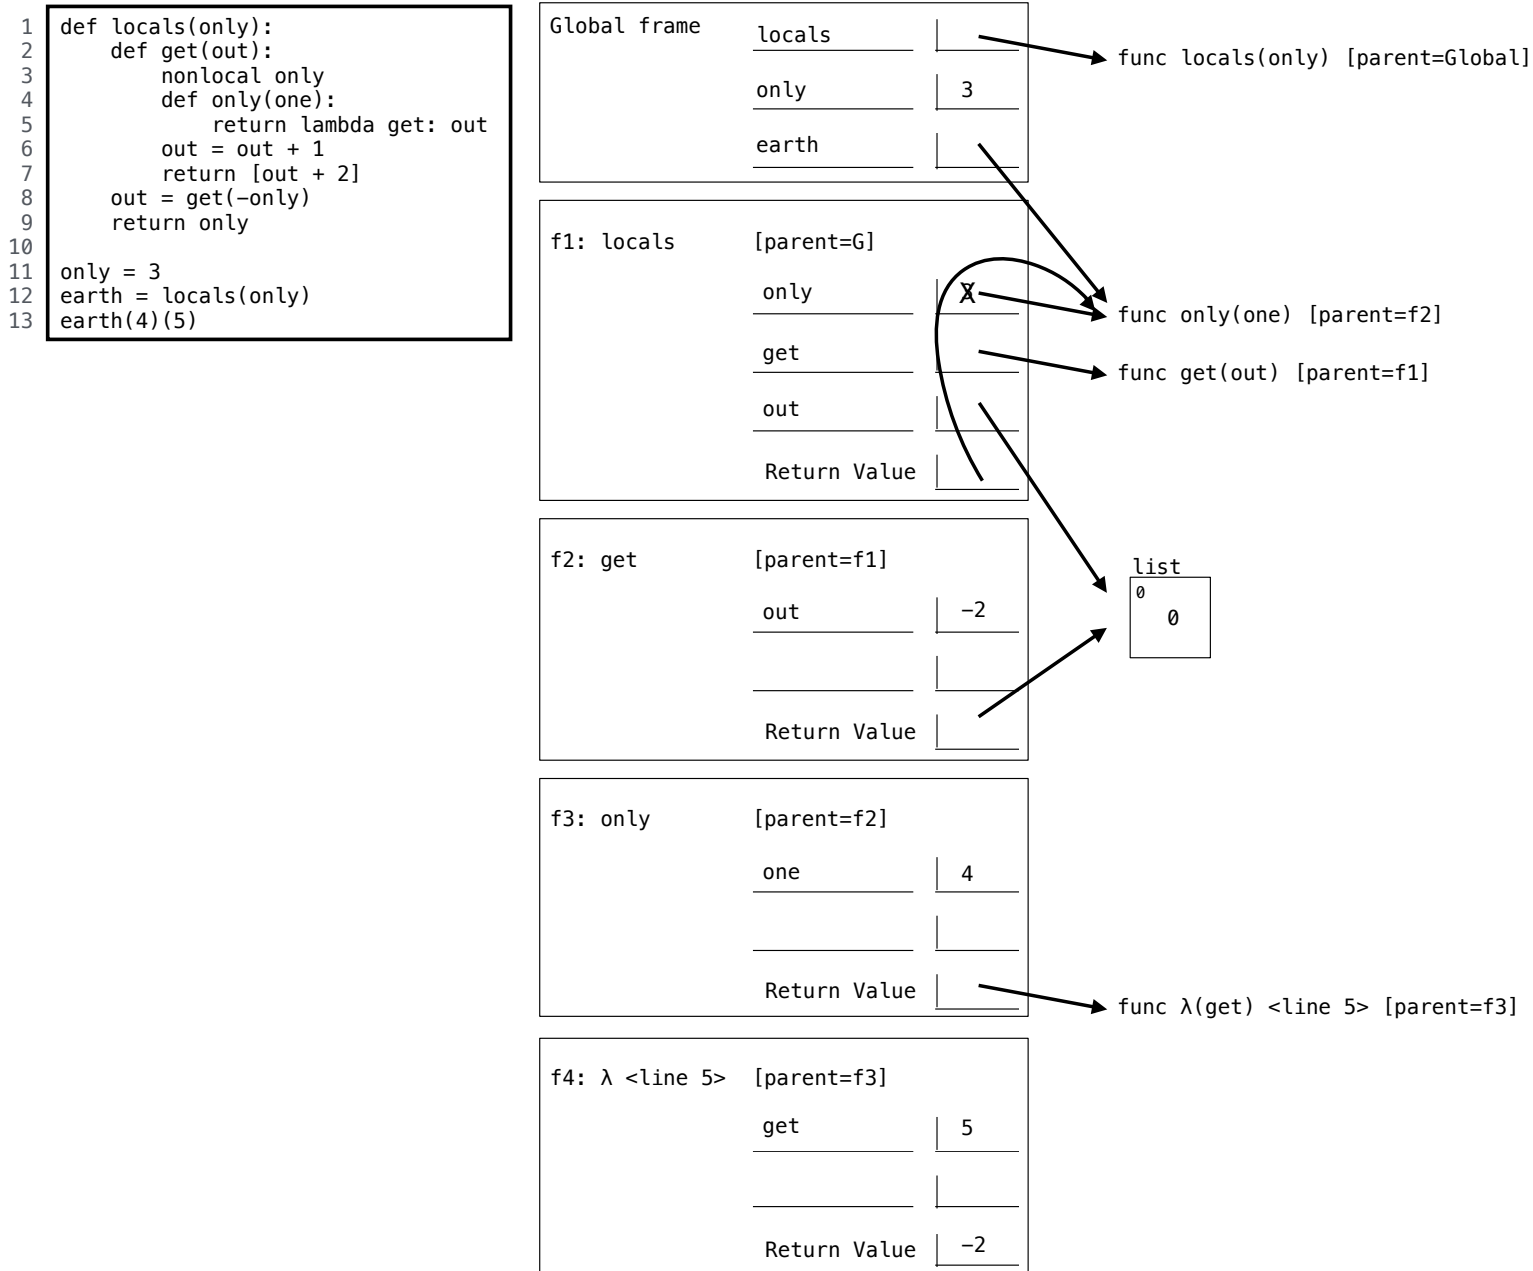 1 def locals(only):
2     def get(out):
3         nonlocal only
4         def only(one):
5             return lambda get: out
6         out = out + 1
7         return [out + 2]
8     out = get(−only)
9     return only
10
11 only = 3
12 earth = locals(only)
13 earth(4)(5)
Global frame
locals
func locals(only) [parent=Global]
only 3
earth
f1: locals [parent=G]
only 3
func only(one) [parent=f2]
get
func get(out) [parent=f1]
out
Return Value
f2: get [parent=f1]
list
0
0
out −2
Return Value
f3: only [parent=f2]
one 4
Return Value
func λ(get) <line 5> [parent=f3]
f4: λ <line 5> [parent=f3]
get 5
Return Value −2